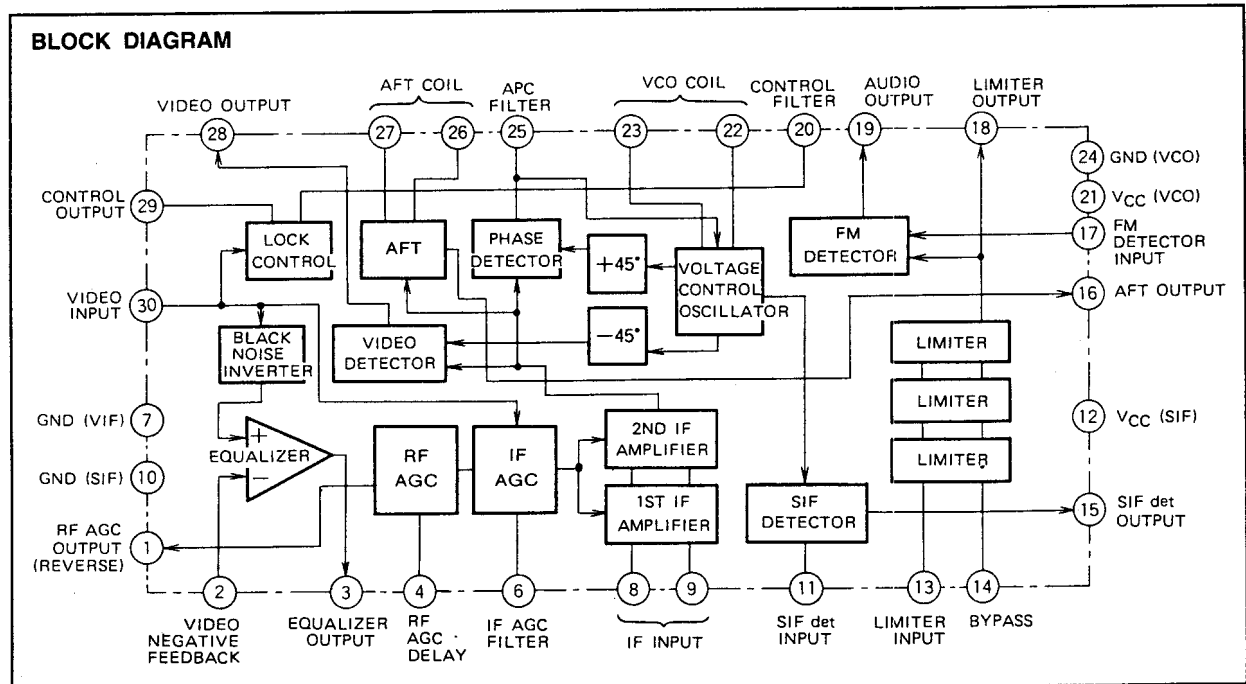 BLOCK DIAGRAM
VIDEO OUTPUT
AFT COIL
APC
FILTER
VCO COIL
CONTROL
FILTER
AUDIO
OUTPUT
LIMITER
OUTPUT
28
27
26
25
23
22
20
19
18
24
GND (VCO)
21
VCC (VCO)
17
FM
DETECTOR
INPUT
16
AFT OUTPUT
12
VCC (SIF)
15
SIF det
OUTPUT
CONTROL
OUTPUT
29
VIDEO
INPUT
30
GND (VIF)
7
GND (SIF)
10
RF AGC
OUTPUT
(REVERSE)
1
LOCK
CONTROL
AFT
PHASE
DETECTOR
+45°
−45°
VOLTAGE
CONTROL
OSCILLATOR
FM
DETECTOR
BLACK
NOISE
INVERTER
VIDEO
DETECTOR
LIMITER
LIMITER
LIMITER
+
EQUALIZER
−
RF
AGC
IF
AGC
2ND IF
AMPLIFIER
1ST IF
AMPLIFIER
SIF
DETECTOR
2
3
4
6
8
9
11
13
14
VIDEO
NEGATIVE
FEEDBACK
EQUALIZER
OUTPUT
RF
AGC
DELAY
IF AGC
FILTER
IF INPUT
SIF det
INPUT
LIMITER
INPUT
BYPASS